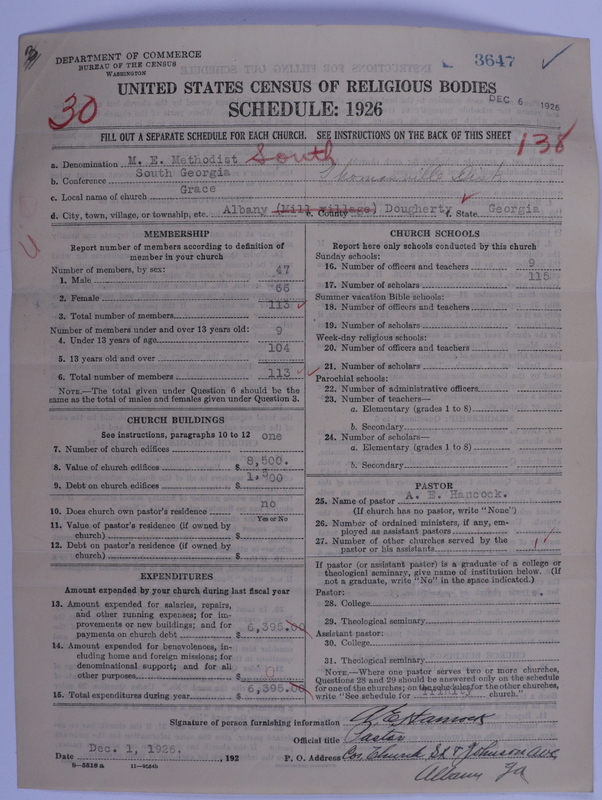 DEPARTMENT OF COMMERCE
BUREAU OF THE CENSUS
WASHINGTON
3647
UNITED STATES CENSUS OF RELIGIOUS BODIES
SCHEDULE: 1926
DEC 6 1926
30
FILL OUT A SEPARATE SCHEDULE FOR EACH CHURCH. SEE INSTRUCTIONS ON THE BACK OF THIS SHEET
138
a. Denomination M. E. Methodist South
b. Conference South Georgia Thomasville Dist
c. Local name of church Grace
d. City, town, village, or township, etc. Albany (Mill village) e. County Dougherty f. State Georgia
MEMBERSHIP
Report number of members according to definition of member in your church
Number of members, by sex:
1. Male 47
2. Female 66
3. Total number of members 113
Number of members under and over 13 years old:
4. Under 13 years of age 9
5. 13 years old and over 104
6. Total number of members 113
NOTE.—The total given under Question 6 should be the
same as the total of males and females given under Question 3.
CHURCH BUILDINGS
See instructions, paragraphs 10 to 12
7. Number of church edifices one
8. Value of church edifices $ 8,500.
9. Debt on church edifices $ 1,500
10. Does church own pastor's residence no
Yes or No
11. Value of pastor's residence (if owned by
church) $
12. Debt on pastor's residence (if owned by
church) $
EXPENDITURES
Amount expended by your church during last fiscal year
13. Amount expended for salaries, repairs,
and other running expenses; for im-
provements or new buildings; and for
payments on church debt $ 6,395.00
14. Amount expended for benevolences, in-
cluding home and foreign missions; for
denominational support; and for all
other purposes $ 0
15. Total expenditures during year $ 6,395.00
CHURCH SCHOOLS
Report here only schools conducted by this church
Sunday schools:
16. Number of officers and teachers 9
17. Number of scholars 115
Summer vacation Bible schools:
18. Number of officers and teachers
19. Number of scholars
Week-day religious schools:
20. Number of officers and teachers
21. Number of scholars
Parochial schools:
22. Number of administrative officers
23. Number of teachers—
a. Elementary (grades 1 to 8)
b. Secondary
24. Number of scholars—
a. Elementary (grades 1 to 8)
b. Secondary
PASTOR
25. Name of pastor A. E. Hancock.
(If church has no pastor, write "None")
26. Number of ordained ministers, if any, em-
ployed as assistant pastors
27. Number of other churches served by the
pastor or his assistants 1
If pastor (or assistant pastor) is a graduate of a college or
theological seminary, give name of institution below. (If
not a graduate, write "No" in the space indicated.)
Pastor:
28. College
29. Theological seminary
Assistant pastor:
30. College
31. Theological seminary
NOTE.—Where one pastor serves two or more churches,
Questions 28 and 29 should be answered only on the schedule
for one of the churches; on the schedules for the other churches,
write "See schedule for Trinity church."
Signature of person furnishing information A. E. Hancock
Official title Pastor
Date Dec. 1, 1926. , 192 P. O. Address Cor. Church St & Johnson Ave
Albany Ga
8—5518 a 11—9354b